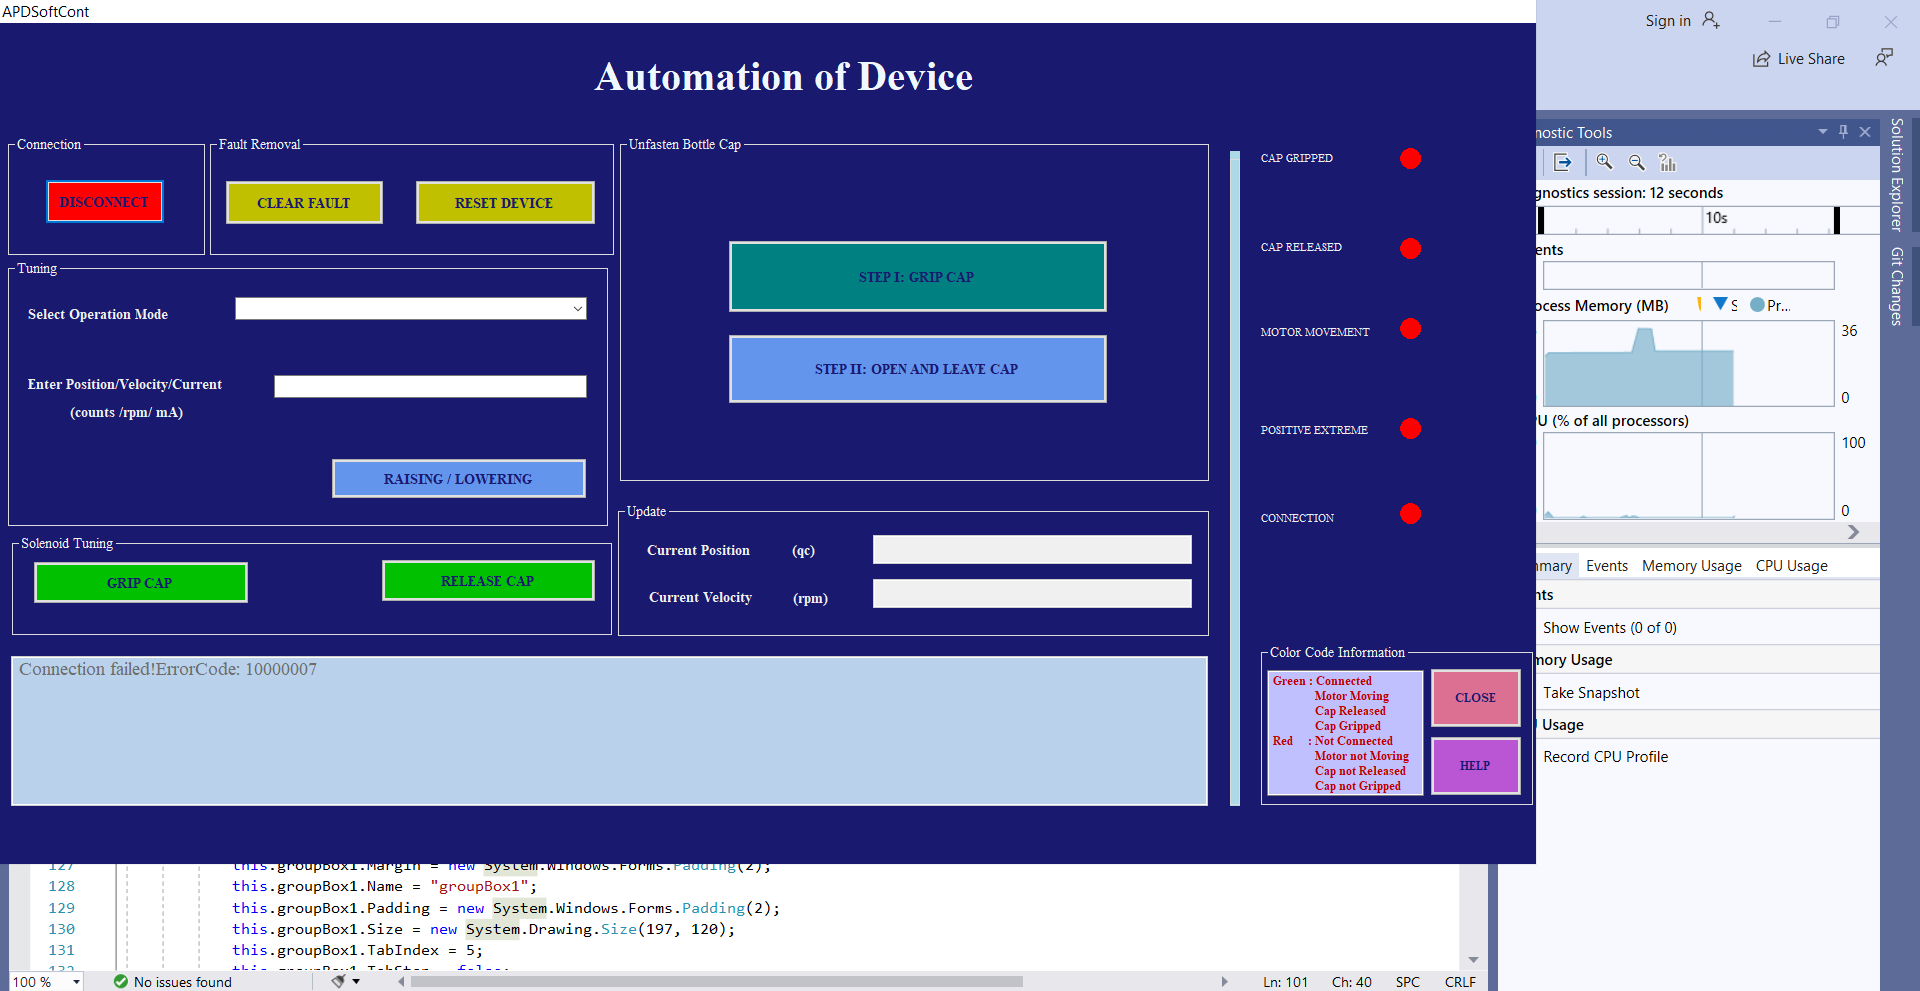 APDSoftCont
Sign in
Live Share
Automation of Device
Connection
DISCONNECT
Fault Removal
CLEAR FAULT
RESET DEVICE
Tuning
Select Operation Mode
Enter Position/Velocity/Current
(counts /rpm/ mA)
RAISING / LOWERING
Solenoid Tuning
GRIP CAP
RELEASE CAP
Unfasten Bottle Cap
STEP I: GRIP CAP
STEP II: OPEN AND LEAVE CAP
Update
Current Position (qc)
Current Velocity (rpm)
CAP GRIPPED
CAP RELEASED
MOTOR MOVEMENT
POSITIVE EXTREME
CONNECTION
Connection failed!ErrorCode: 10000007
Color Code Information
Green : Connected
Motor Moving
Cap Released
Cap Gripped
Red : Not Connected
Motor not Moving
Cap not Released
Cap not Gripped
CLOSE
HELP
nostic Tools
gnostics session: 12 seconds
10s
ents
ocess Memory (MB) S Pr...
36
0
U (% of all processors)
100
0
mary Events Memory Usage CPU Usage
nts
Show Events (0 of 0)
mory Usage
Take Snapshot
Usage
Record CPU Profile
Solution Explorer
Git Changes
127 this.groupBox1.Margin = new System.Windows.Forms.Padding(2);
128 this.groupBox1.Name = "groupBox1";
129 this.groupBox1.Padding = new System.Windows.Forms.Padding(2);
130 this.groupBox1.Size = new System.Drawing.Size(197, 120);
131 this.groupBox1.TabIndex = 5;
132 this.groupBox1.TabStop = false;
100 % No issues found Ln: 101 Ch: 40 SPC CRLF